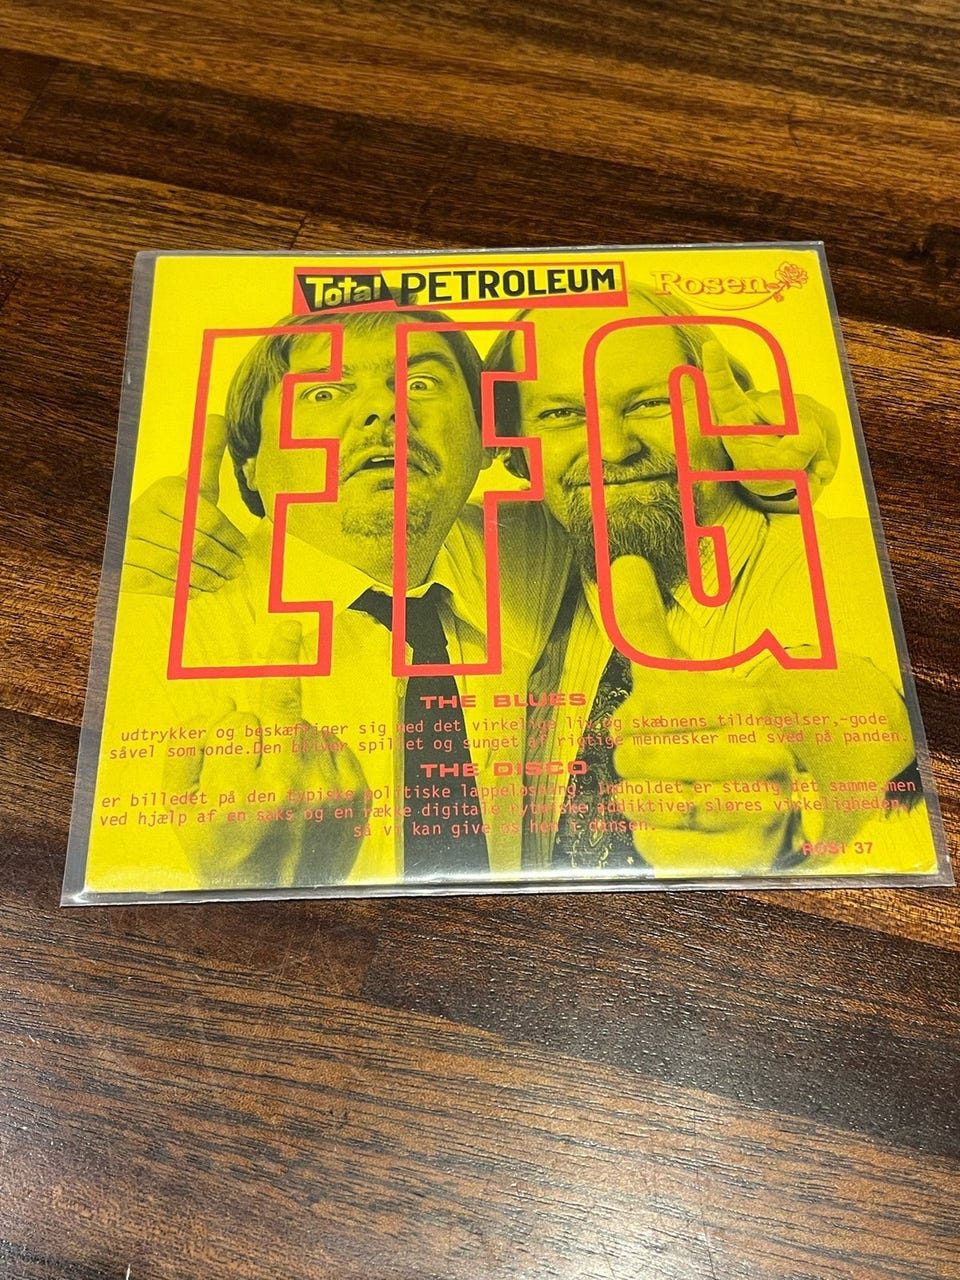 Total PETROLEUM
Rosen
EFG
THE BLUES
udtrykker og beskæftiger sig med det virkelige liv og skæbnens tildragelser,-gode
såvel som onde.Den bliver spillet og sunget af rigtige mennesker med sved på panden.
THE DISCO
er billedet på den typiske politiske lappeløsning: Indholdet er stadig det samme,men
ved hjælp af en saks og en række digitale rytmiske addiktiver sløres virkeligheden,
så vi kan give os hen i dansen.
ROSI 37